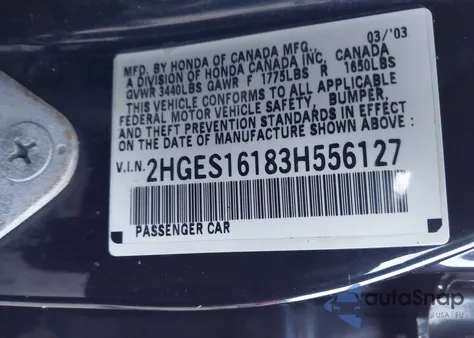 MFD. BY HONDA OF CANADA MFG., 03/'03
A DIVISION OF HONDA CANADA INC, CANADA
GVWR 3440LBS GAWR F 1775LBS R 1650LBS
THIS VEHICLE CONFORMS TO ALL APPLICABLE
FEDERAL MOTOR VEHICLE SAFETY, BUMPER,
AND THEFT PREVENTION STANDARDS IN EFFECT
ON THE DATE OF MANUFACTURE SHOWN ABOVE:
V.I.N. 2HGES16183H556127
PASSENGER CAR
autoSnap
USA | EU